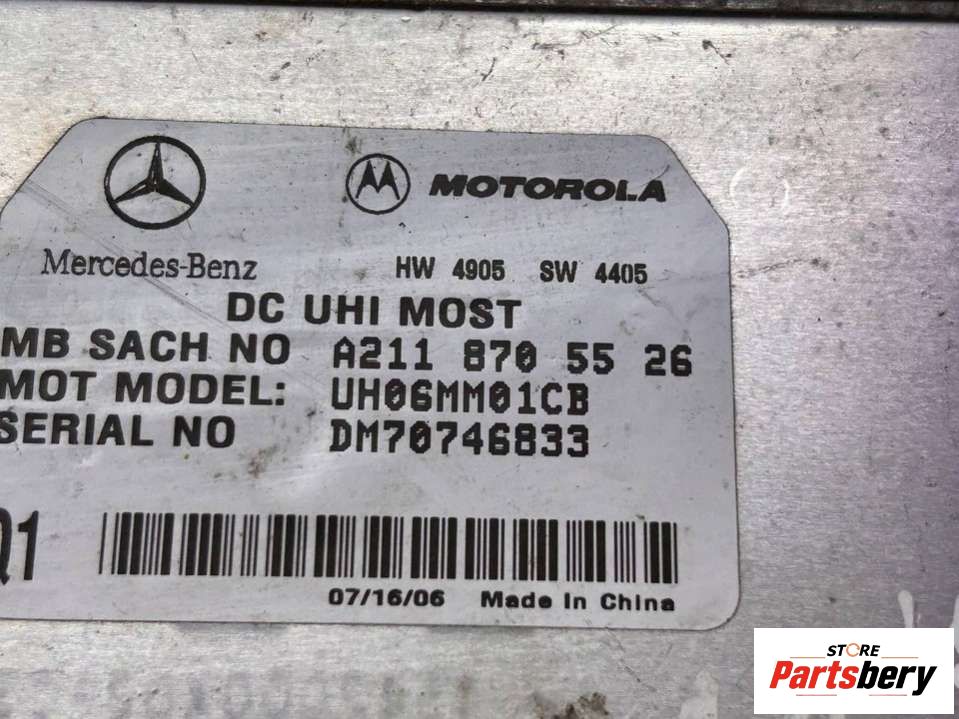 MOTOROLA
Mercedes-Benz
HW 4905 SW 4405
DC UHI MOST
MB SACH NO A211 870 55 26
MOT MODEL: UH06MM01CB
SERIAL NO DM70746833
Q1
07/16/06 Made In China
STORE
Partsbery